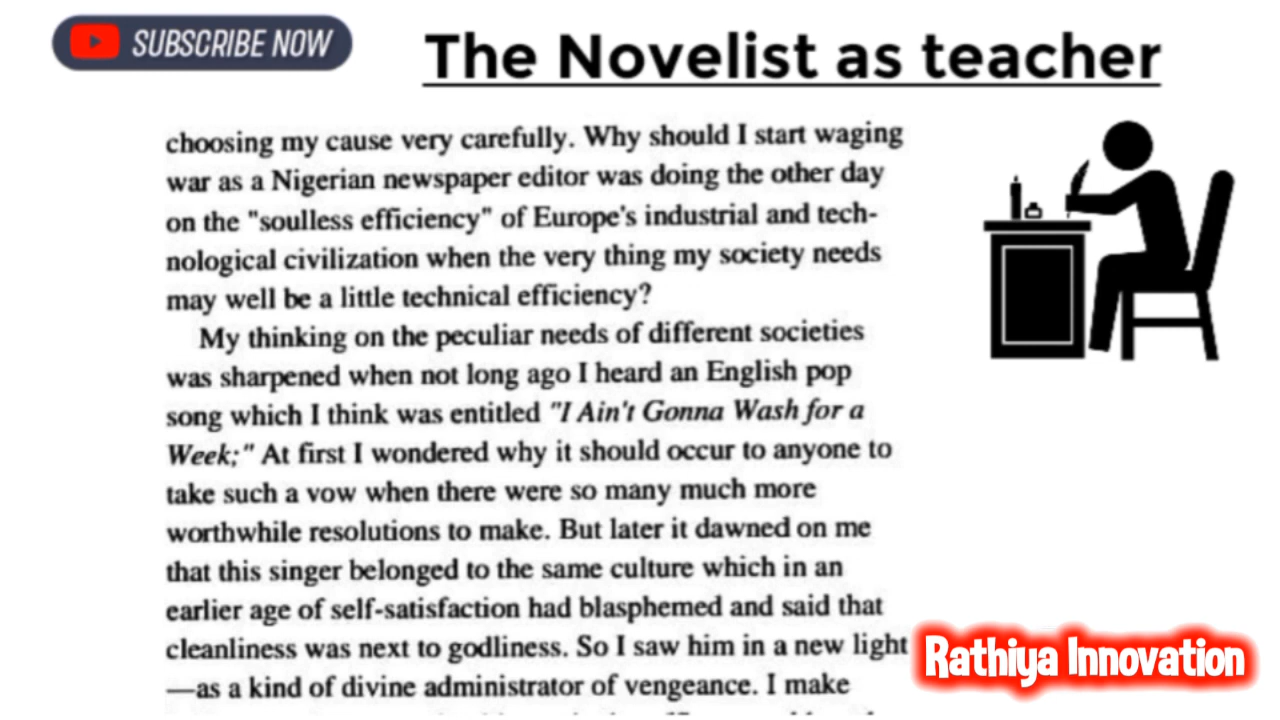 SUBSCRIBE NOW
The Novelist as teacher
choosing my cause very carefully. Why should I start waging
war as a Nigerian newspaper editor was doing the other day
on the "soulless efficiency" of Europe's industrial and tech-
nological civilization when the very thing my society needs
may well be a little technical efficiency?
My thinking on the peculiar needs of different societies
was sharpened when not long ago I heard an English pop
song which I think was entitled "I Ain't Gonna Wash for a
Week;" At first I wondered why it should occur to anyone to
take such a vow when there were so many much more
worthwhile resolutions to make. But later it dawned on me
that this singer belonged to the same culture which in an
earlier age of self-satisfaction had blasphemed and said that
cleanliness was next to godliness. So I saw him in a new light
—as a kind of divine administrator of vengeance. I make
Rathiya Innovation